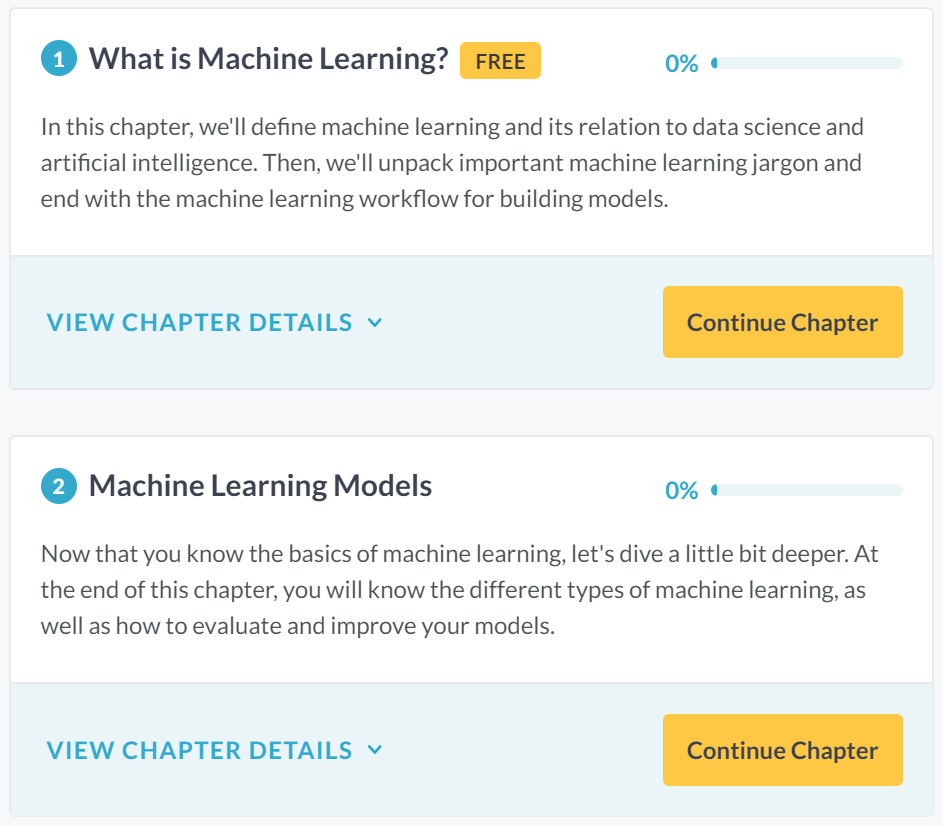 1 What is Machine Learning? FREE 0%
In this chapter, we'll define machine learning and its relation to data science and
artificial intelligence. Then, we'll unpack important machine learning jargon and
end with the machine learning workflow for building models.
VIEW CHAPTER DETAILS Continue Chapter
2 Machine Learning Models 0%
Now that you know the basics of machine learning, let's dive a little bit deeper. At
the end of this chapter, you will know the different types of machine learning, as
well as how to evaluate and improve your models.
VIEW CHAPTER DETAILS Continue Chapter